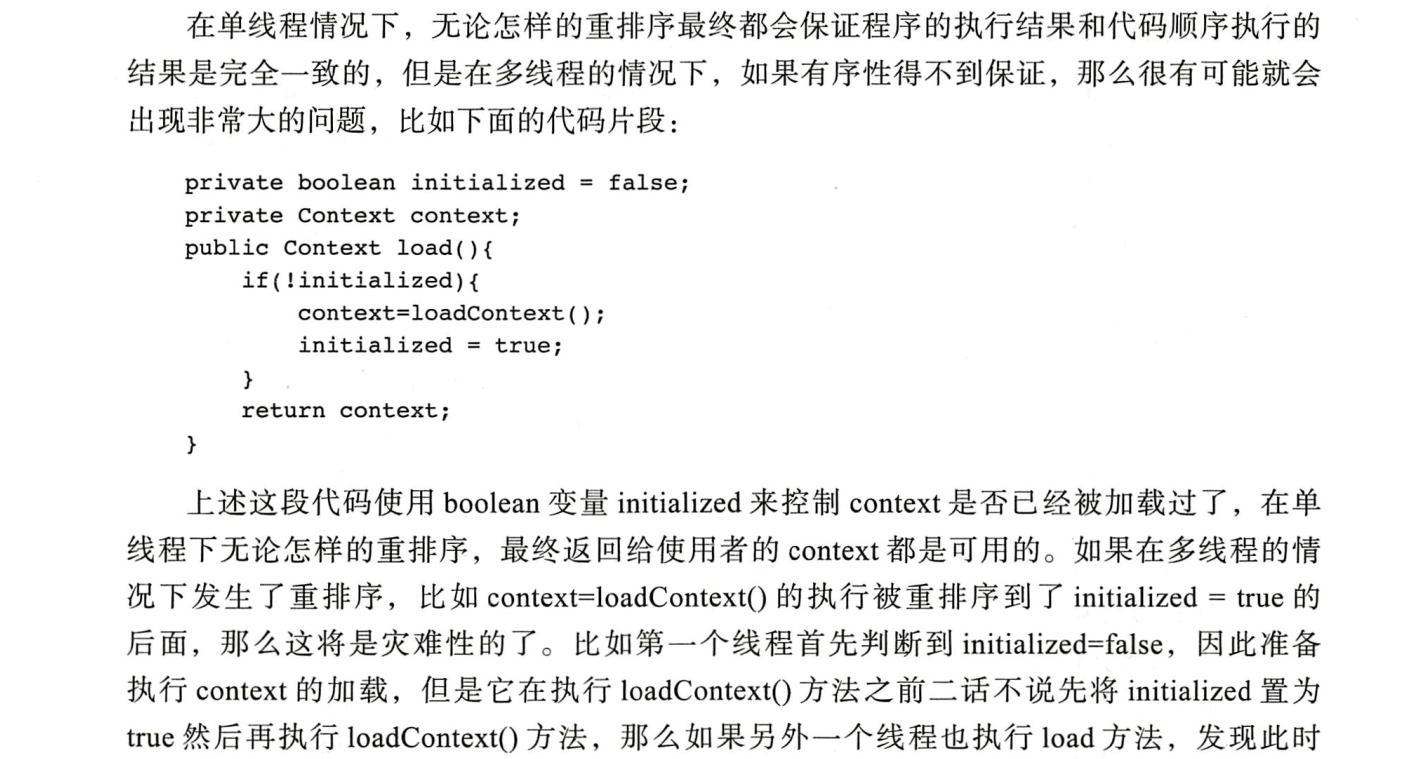 在单线程情况下，无论怎样的重排序最终都会保证程序的执行结果和代码顺序执行的
结果是完全一致的，但是在多线程的情况下，如果有序性得不到保证，那么很有可能就会
出现非常大的问题，比如下面的代码片段：
private boolean initialized = false;
private Context context;
public Context load(){
if(!initialized){
context=loadContext();
initialized = true;
}
return context;
}
上述这段代码使用 boolean 变量 initialized 来控制 context 是否已经被加载过了，在单
线程下无论怎样的重排序，最终返回给使用者的 context 都是可用的。如果在多线程的情
况下发生了重排序，比如 context=loadContext() 的执行被重排序到了 initialized = true 的
后面，那么这将是灾难性的了。比如第一个线程首先判断到 initialized=false，因此准备
执行 context 的加载，但是它在执行 loadContext() 方法之前二话不说先将 initialized 置为
true 然后再执行 loadContext() 方法，那么如果另外一个线程也执行 load 方法，发现此时